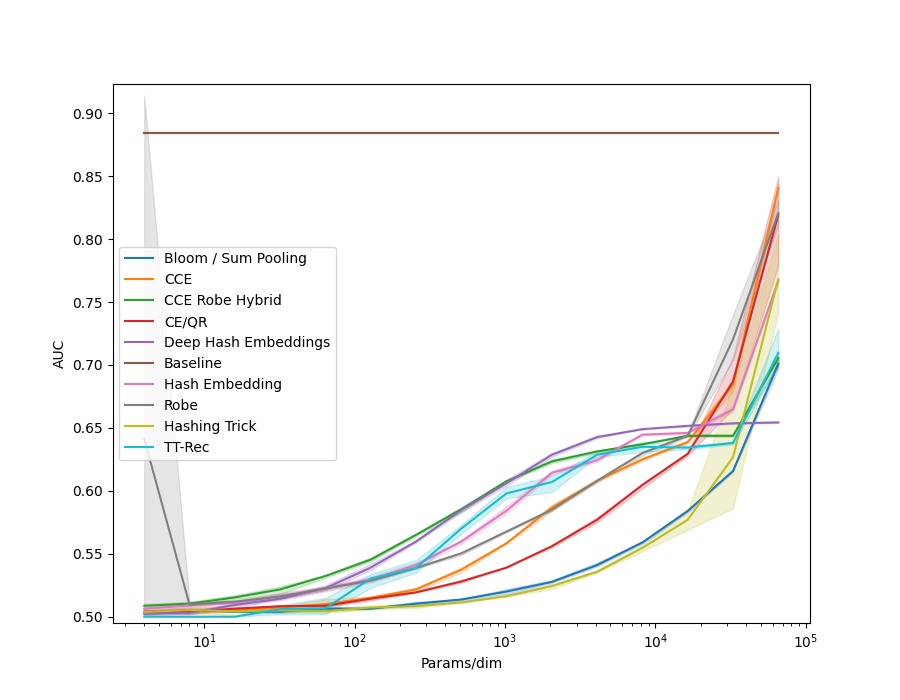 0.90
0.85
0.80
0.75
0.70
0.65
0.60
0.55
0.50
AUC
Bloom / Sum Pooling
CCE
CCE Robe Hybrid
CE/QR
Deep Hash Embeddings
Baseline
Hash Embedding
Robe
Hashing Trick
TT-Rec
10¹ 10² 10³ 10⁴ 10⁵
Params/dim